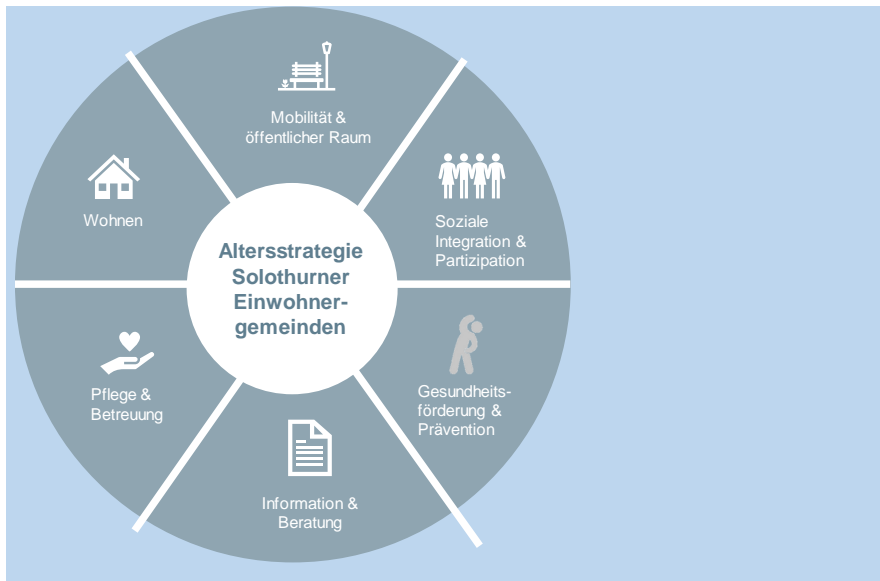 Mobilität &
öffentlicher Raum
Wohnen
Soziale
Integration &
Partizipation
Altersstrategie
Solothurner
Einwohner-
gemeinden
Pflege &
Betreuung
Gesundheits-
förderung &
Prävention
Information &
Beratung